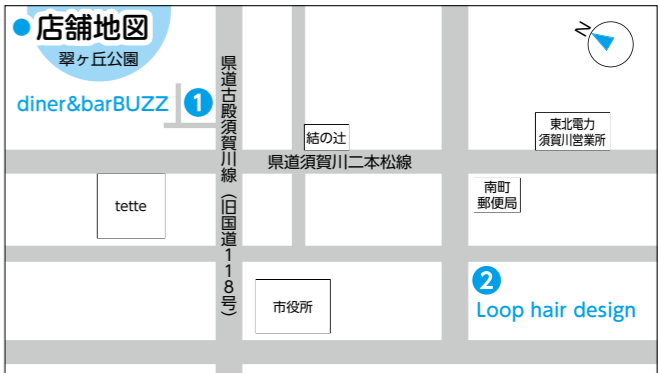 ●店舗地図
翠ヶ丘公園
N
diner&barBUZZ
1
県道古殿須賀川線（旧国道118号）
結の辻
東北電力
須賀川営業所
県道須賀川二本松線
南町
郵便局
tette
2
Loop hair design
市役所